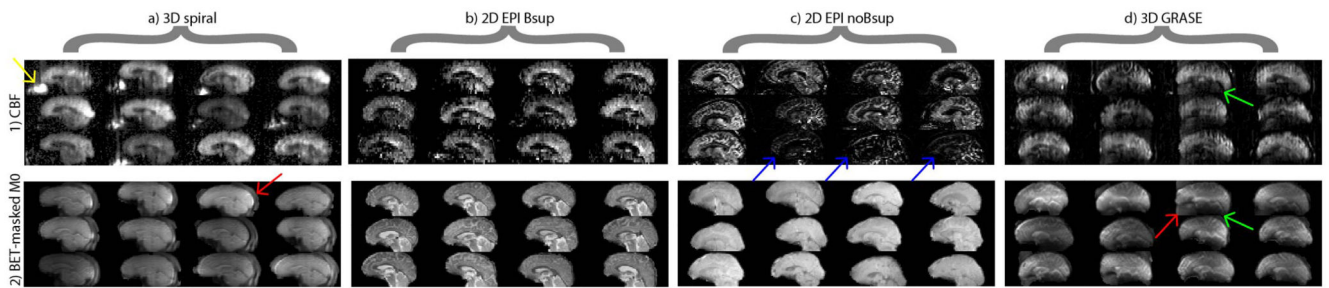 a) 3D spiral
b) 2D EPI Bsup
c) 2D EPI noBsup
d) 3D GRASE
1) CBF
2) BET-masked M0